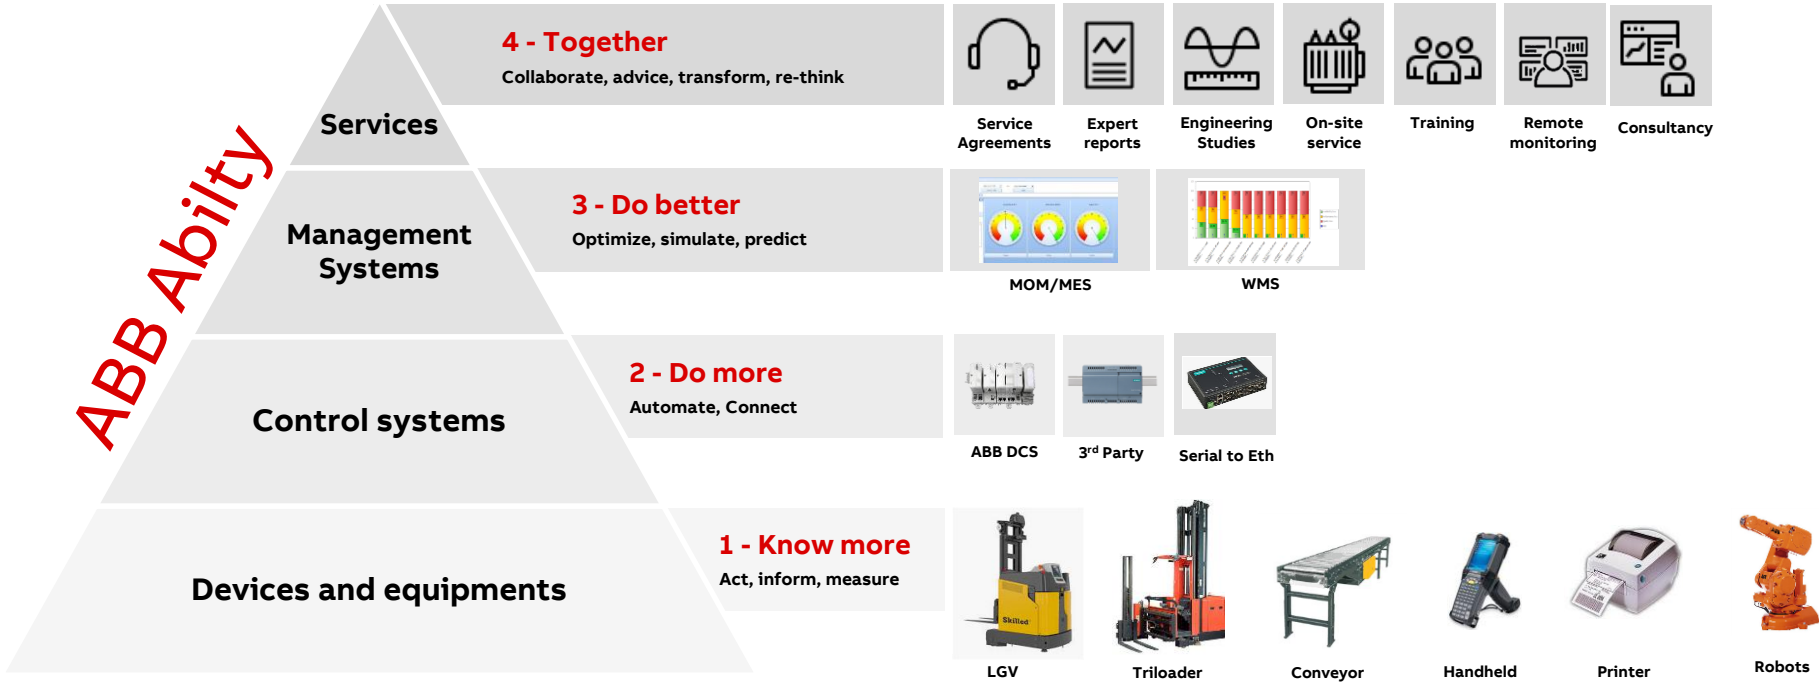 ABB Abilty
4 - Together
Collaborate, advice, transform, re-think
Services
Service
Agreements
Expert
reports
Engineering
Studies
On-site
service
Training
Remote
monitoring
Consultancy
3 - Do better
Optimize, simulate, predict
Management
Systems
MOM/MES
WMS
2 - Do more
Automate, Connect
Control systems
ABB DCS
3rd Party
Serial to Eth
1 - Know more
Act, inform, measure
Devices and equipments
Skilled
LGV
Triloader
Conveyor
Handheld
Printer
Robots